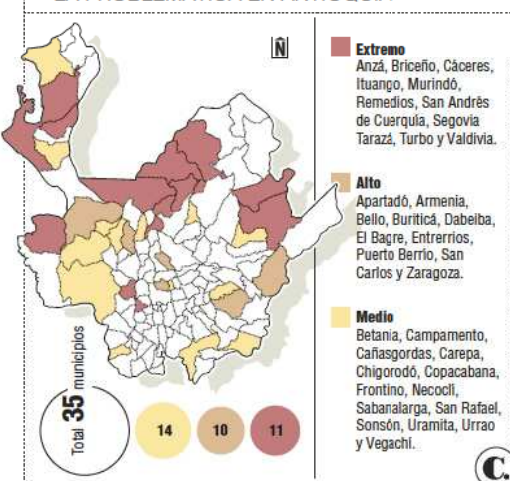 Ñ
Extremo
Anzá, Briceño, Cáceres,
Ituango, Murindó,
Remedios, San Andrés
de Cuerquia, Segovia
Tarazá, Turbo y Valdivia.
Alto
Apartadó, Armenia,
Bello, Buriticá, Dabeiba,
El Bagre, Entrerrios,
Puerto Berrío, San
Carlos y Zaragoza.
Medio
Betania, Campamento,
Cañasgordas, Carepa,
Chigorodó, Copacabana,
Frontino, Necoclí,
Sabanalarga, San Rafael,
Sonsón, Uramita, Urrao
y Vegachí.
Total 35 municipios
14
10
11
C.